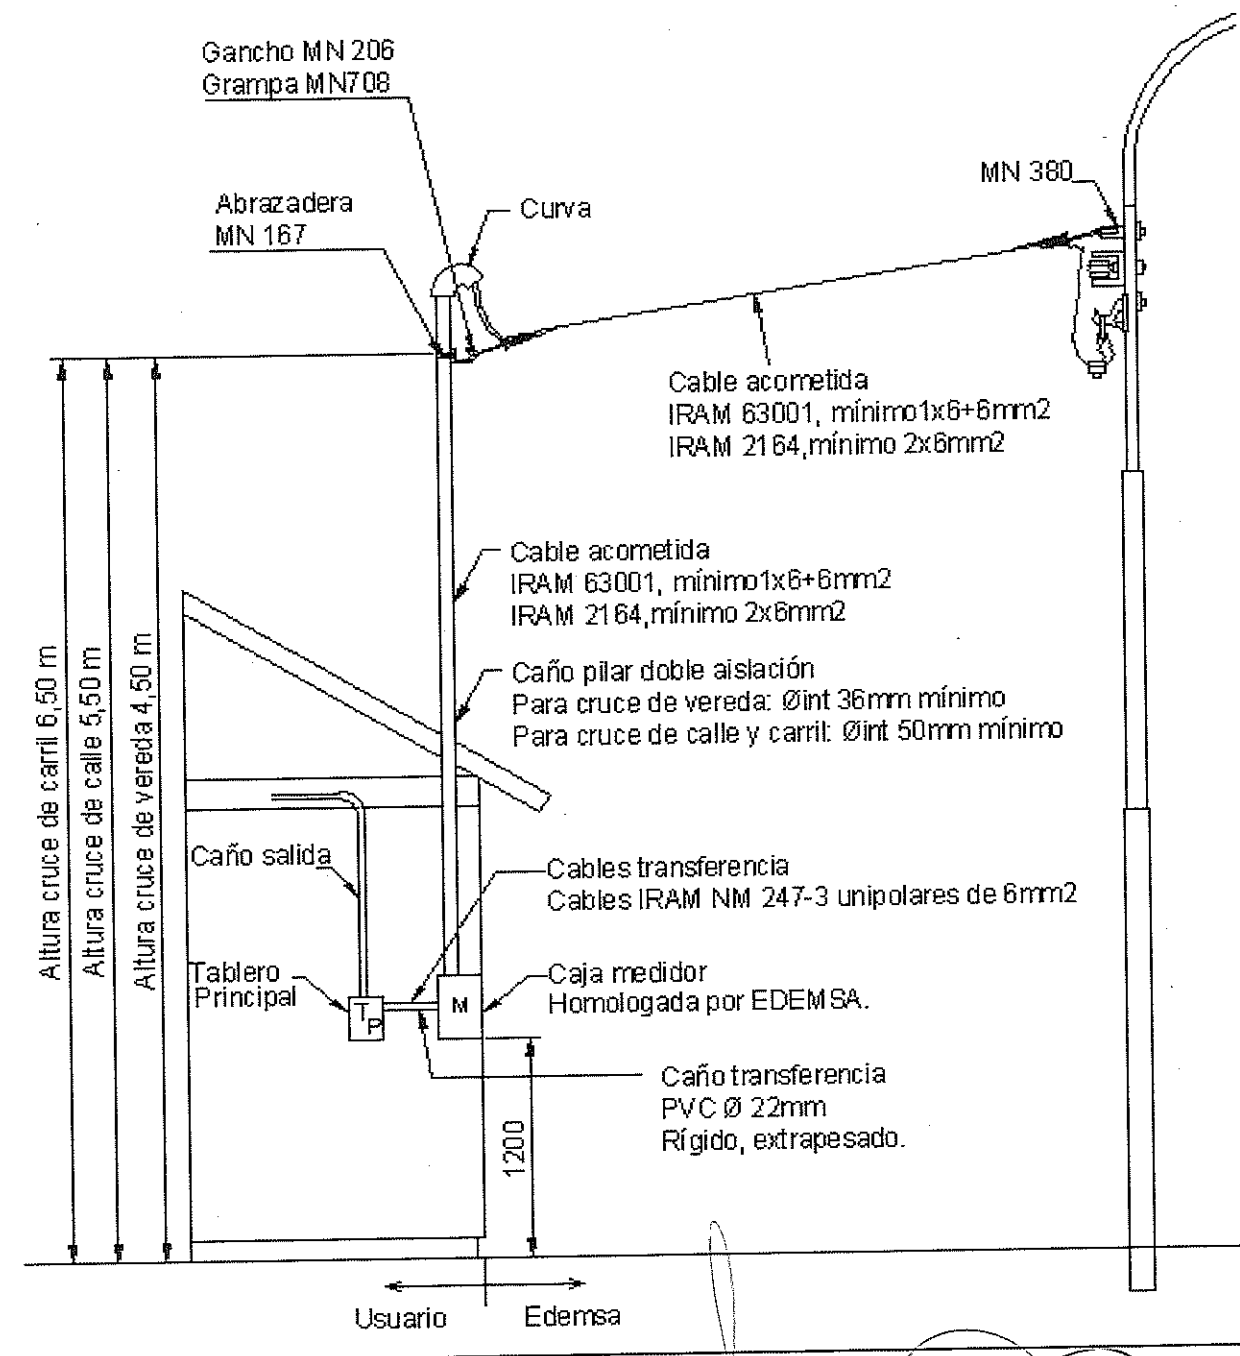 Gancho MN 206
Grampa MN708
MN 380
Abrazadera
MN 167
Curva
Cable acometida
IRAM 63001, mínimo1x6+6mm2
IRAM 2164,mínimo 2x6mm2
Cable acometida
IRAM 63001, mínimo1x6+6mm2
IRAM 2164,mínimo 2x6mm2
Caño pilar doble aislación
Para cruce de vereda: Øint 36mm mínimo
Para cruce de calle y carril: Øint 50mm mínimo
Altura cruce de carril 6,50 m
Altura cruce de calle 5,50 m
Altura cruce de vereda 4,50 m
Caño salida
Cables transferencia
Cables IRAM NM 247-3 unipolares de 6mm2
Tablero
Principal
TP
M
Caja medidor
Homologada por EDEMSA.
Caño transferencia
PVC Ø 22mm
Rígido, extrapesado.
1200
Usuario
Edemsa